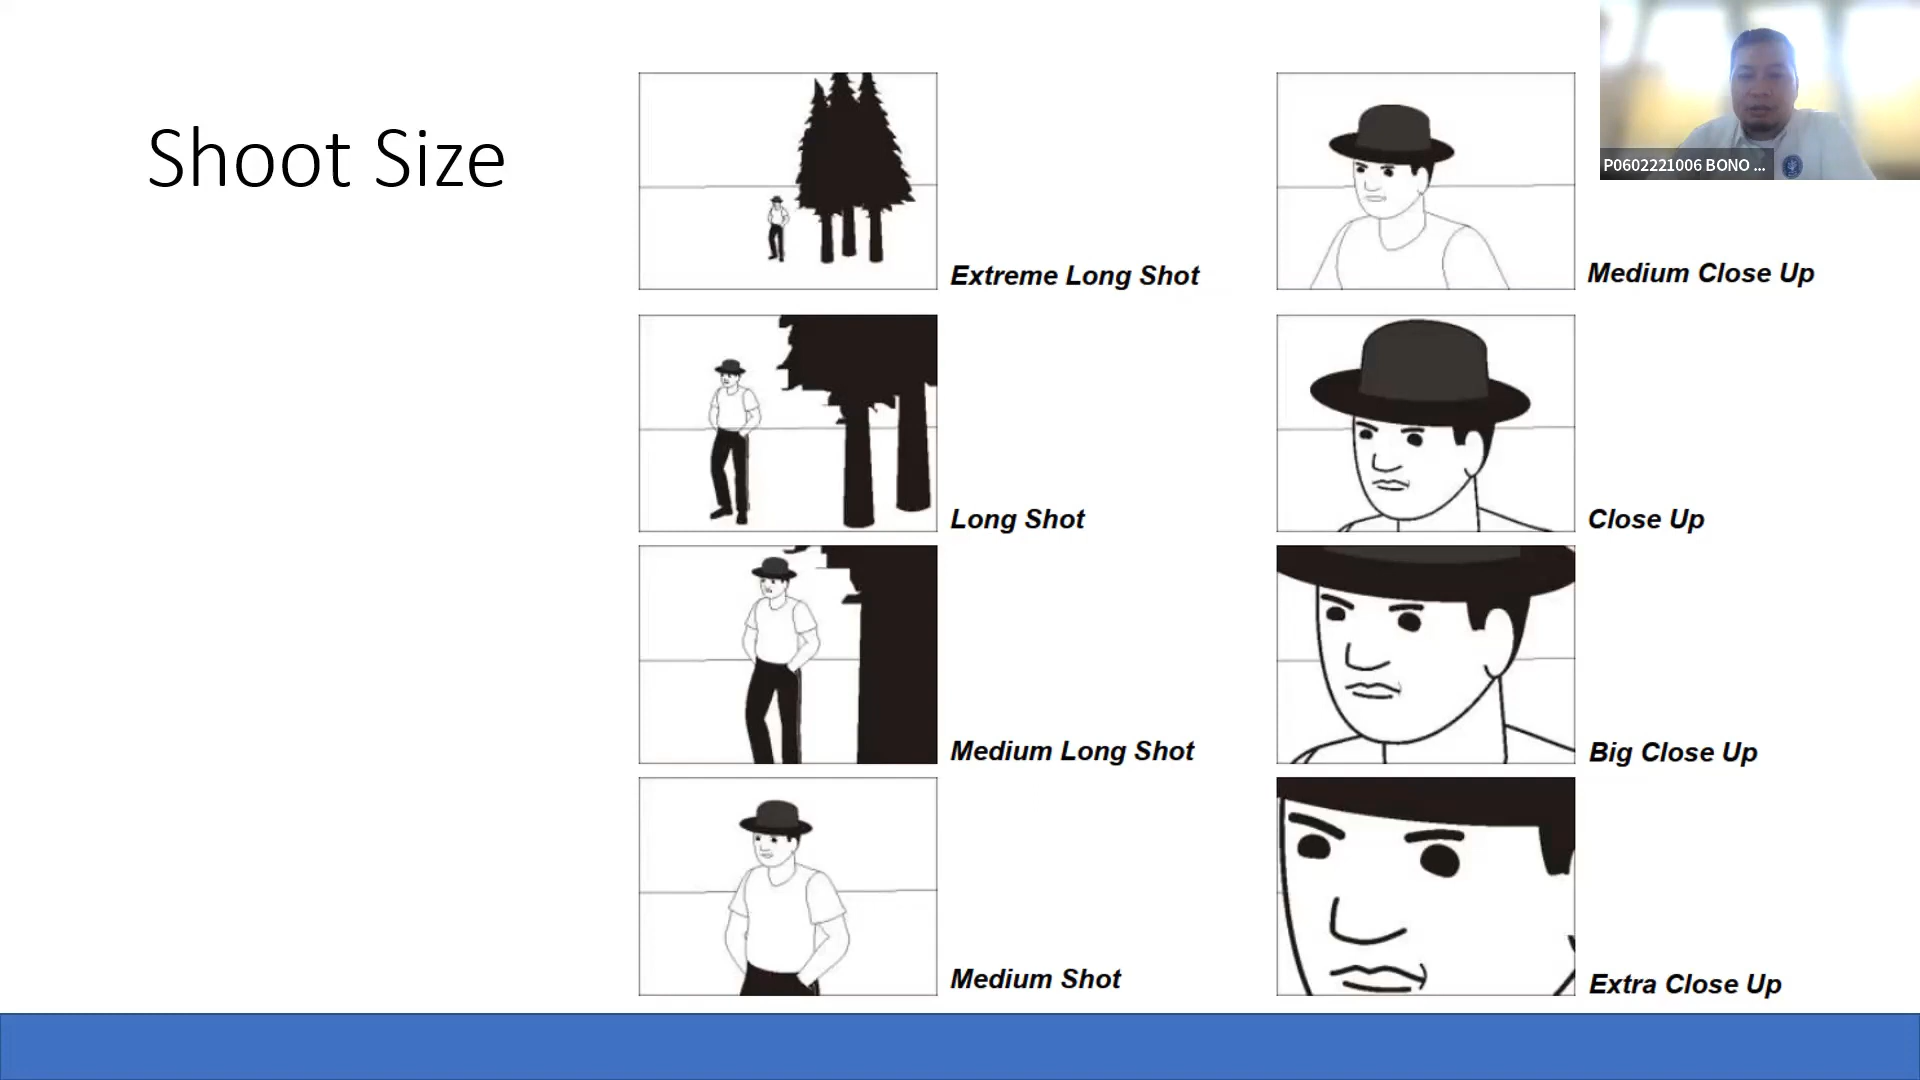 Shoot Size
Extreme Long Shot
Long Shot
Medium Long Shot
Medium Shot
Medium Close Up
Close Up
Big Close Up
Extra Close Up
P0602221006 BONO ...